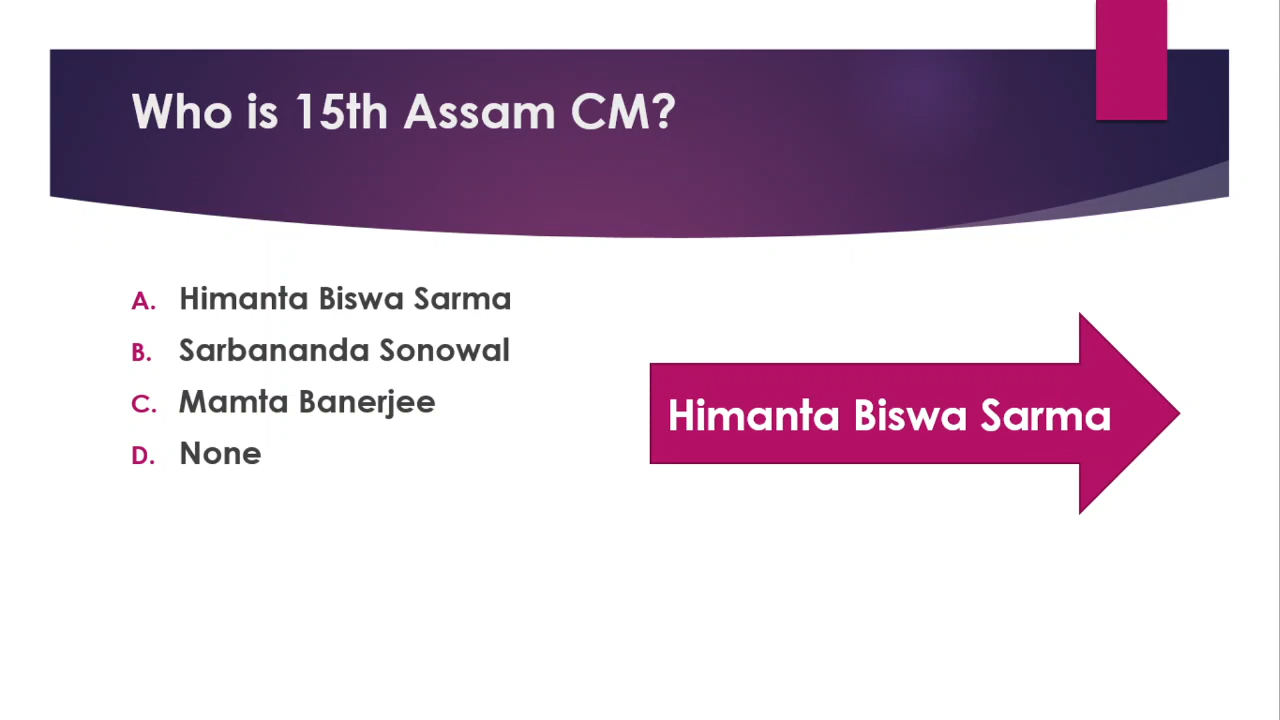 Who is 15th Assam CM?
A. Himanta Biswa Sarma
B. Sarbananda Sonowal
C. Mamta Banerjee
D. None
Himanta Biswa Sarma